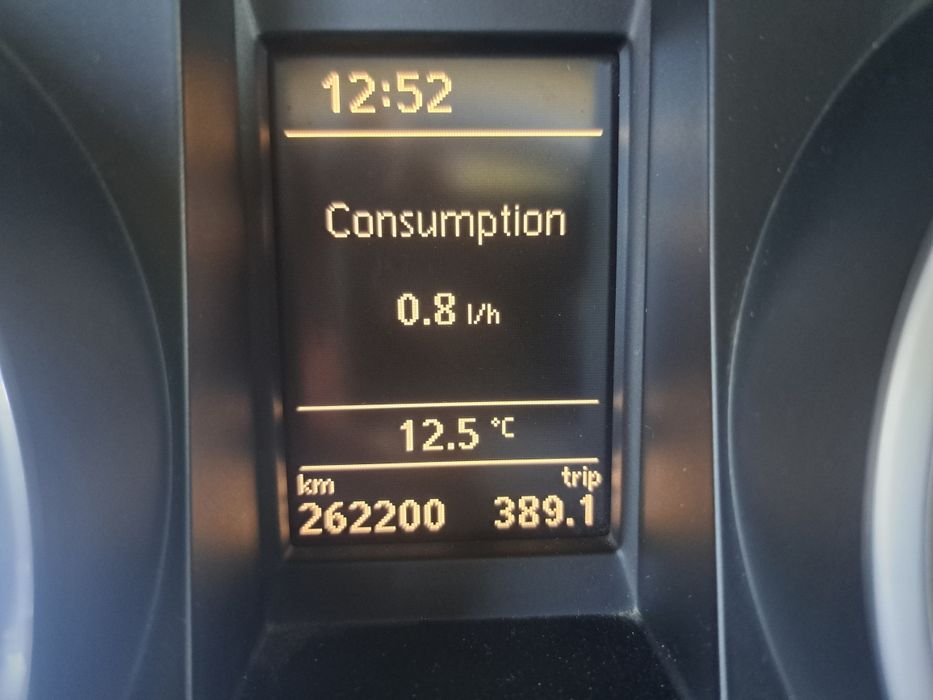 12:52
Consumption
0.8 l/h
12.5 °C
km trip
262200 389.1